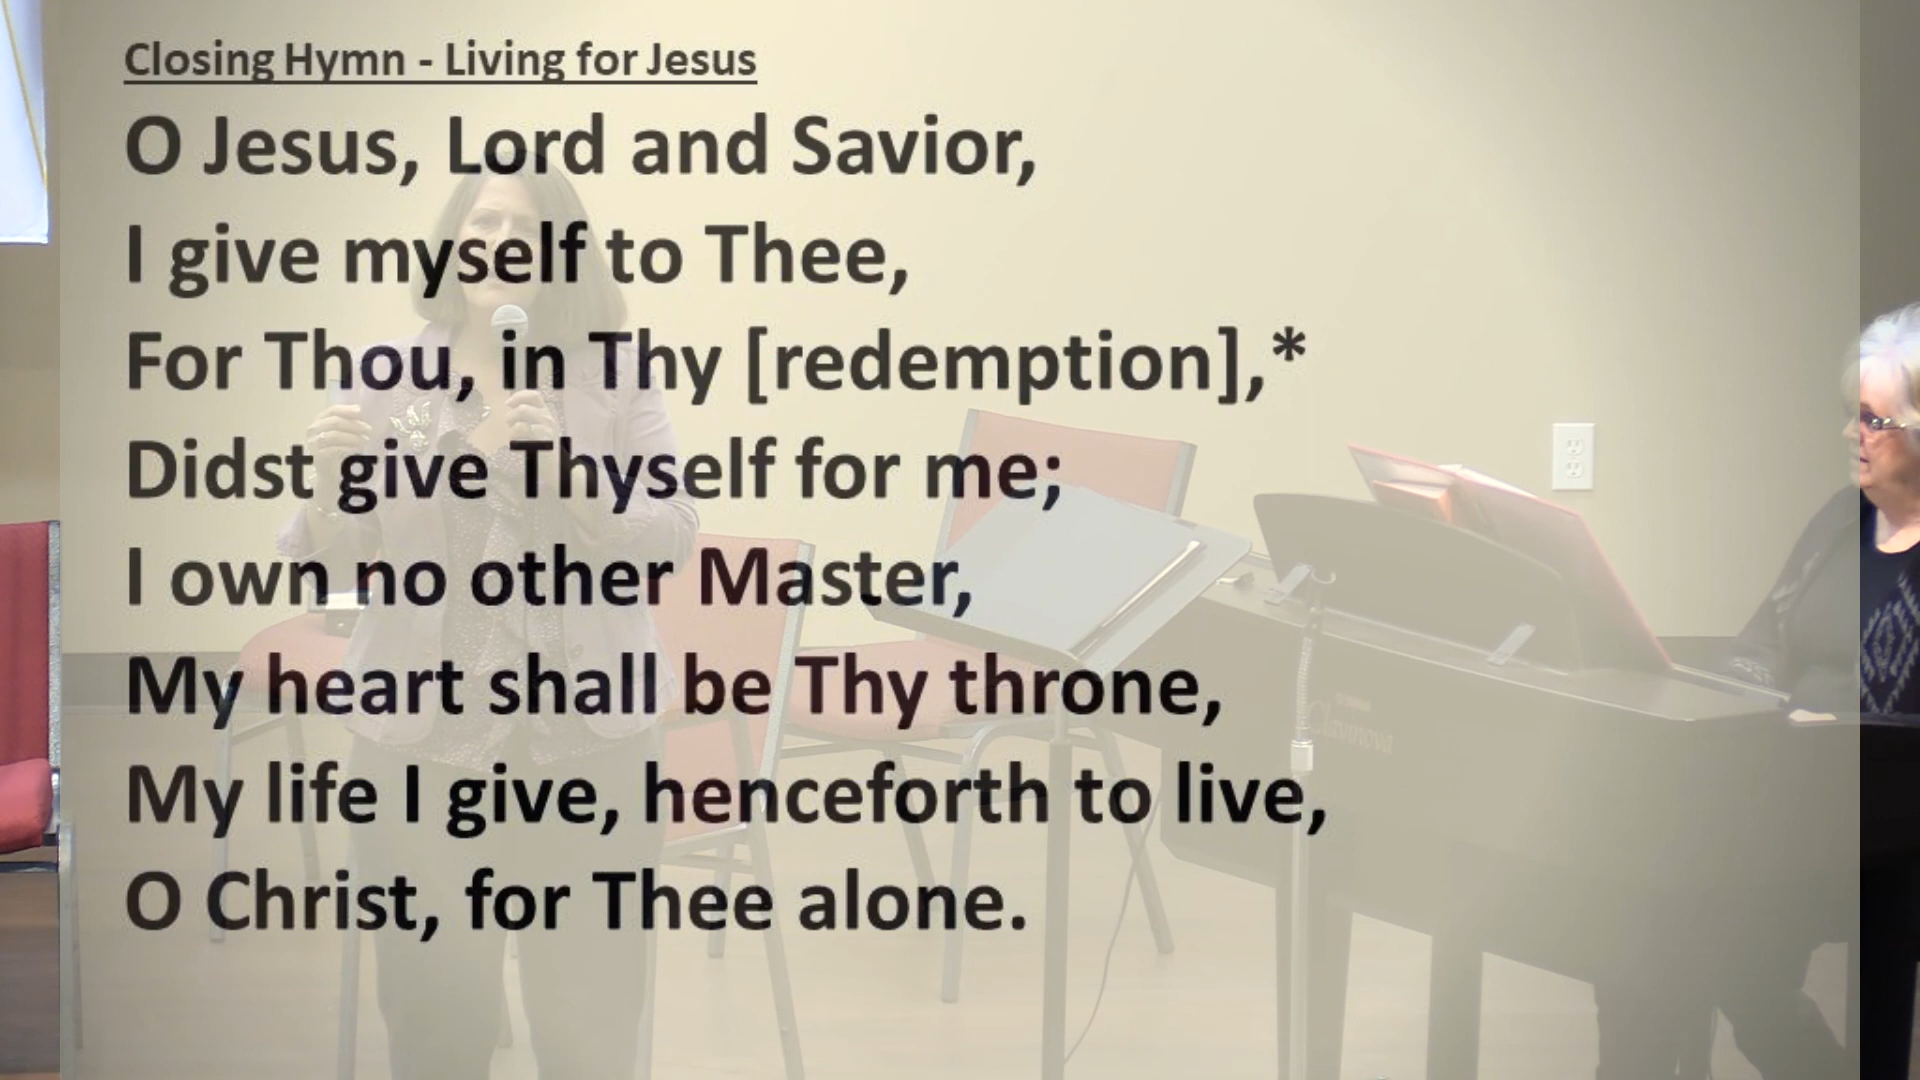 Closing Hymn - Living for Jesus
O Jesus, Lord and Savior,
I give myself to Thee,
For Thou, in Thy [redemption],*
Didst give Thyself for me;
I own no other Master,
My heart shall be Thy throne,
My life I give, henceforth to live,
O Christ, for Thee alone.
Clavinova